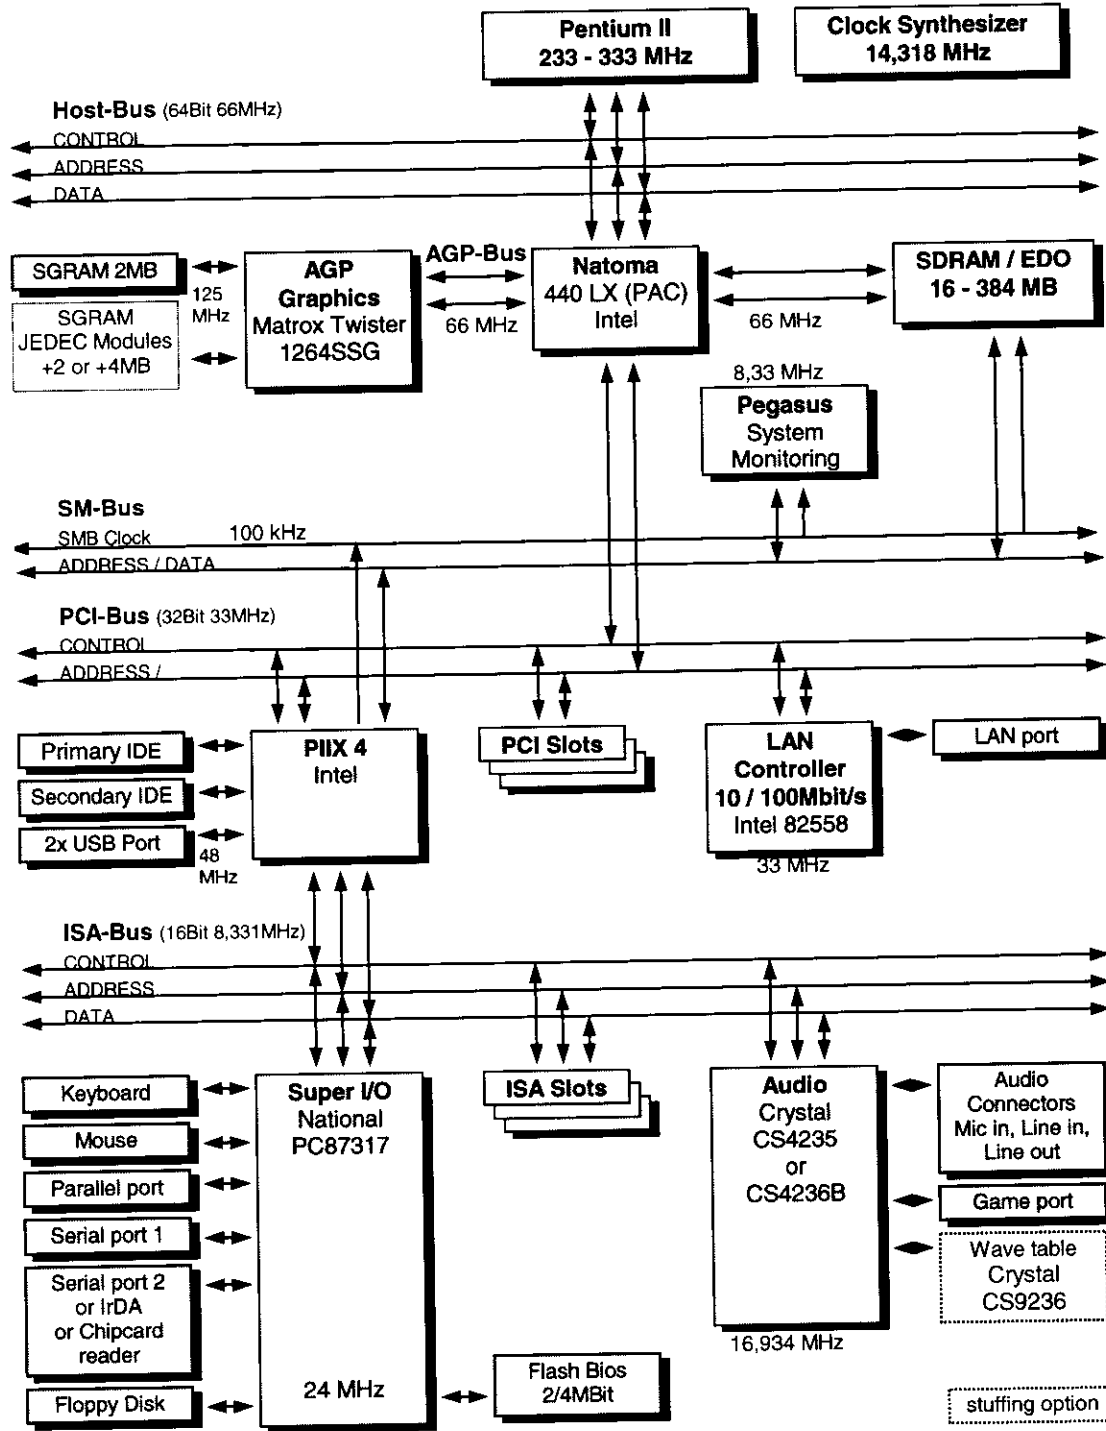 Pentium II
233 - 333 MHz
Clock Synthesizer
14,318 MHz
Host-Bus (64Bit 66MHz)
CONTROL
ADDRESS
DATA
SGRAM 2MB
SGRAM
JEDEC Modules
+2 or +4MB
125
MHz
AGP
Graphics
Matrox Twister
1264SSG
AGP-Bus
66 MHz
Natoma
440 LX (PAC)
Intel
66 MHz
SDRAM / EDO
16 - 384 MB
8,33 MHz
Pegasus
System
Monitoring
SM-Bus
SMB Clock
100 kHz
ADDRESS / DATA
PCI-Bus (32Bit 33MHz)
CONTROL
ADDRESS /
Primary IDE
Secondary IDE
2x USB Port
48
MHz
PIIX 4
Intel
PCI Slots
LAN
Controller
10 / 100Mbit/s
Intel 82558
33 MHz
LAN port
ISA-Bus (16Bit 8,331MHz)
CONTROL
ADDRESS
DATA
Keyboard
Mouse
Parallel port
Serial port 1
Serial port 2
or IrDA
or Chipcard
reader
Floppy Disk
Super I/O
National
PC87317
24 MHz
ISA Slots
Flash Bios
2/4MBit
Audio
Crystal
CS4235
or
CS4236B
16,934 MHz
Audio
Connectors
Mic in, Line in,
Line out
Game port
Wave table
Crystal
CS9236
stuffing option